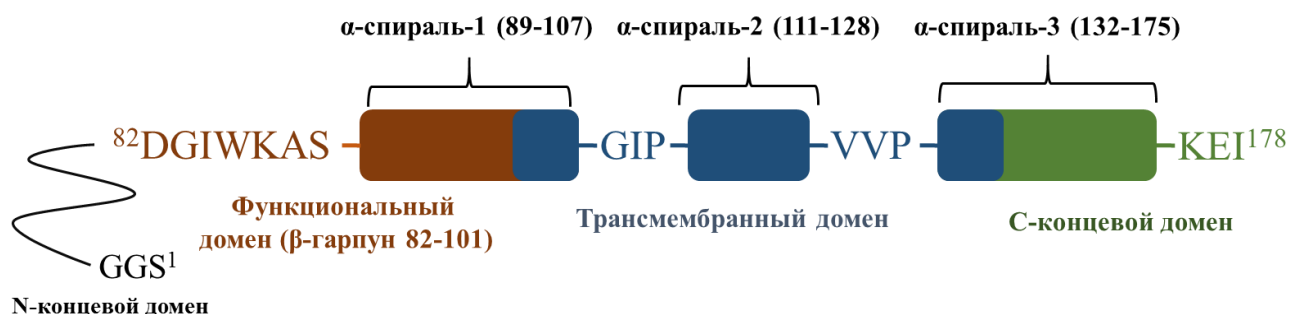 α-спираль-1 (89-107) α-спираль-2 (111-128) α-спираль-3 (132-175)
⁸²DGIWKAS GIP VVP KEI¹⁷⁸
Функциональный
домен (β-гарпун 82-101)
Трансмембранный домен
С-концевой домен
GGS¹
N-концевой домен